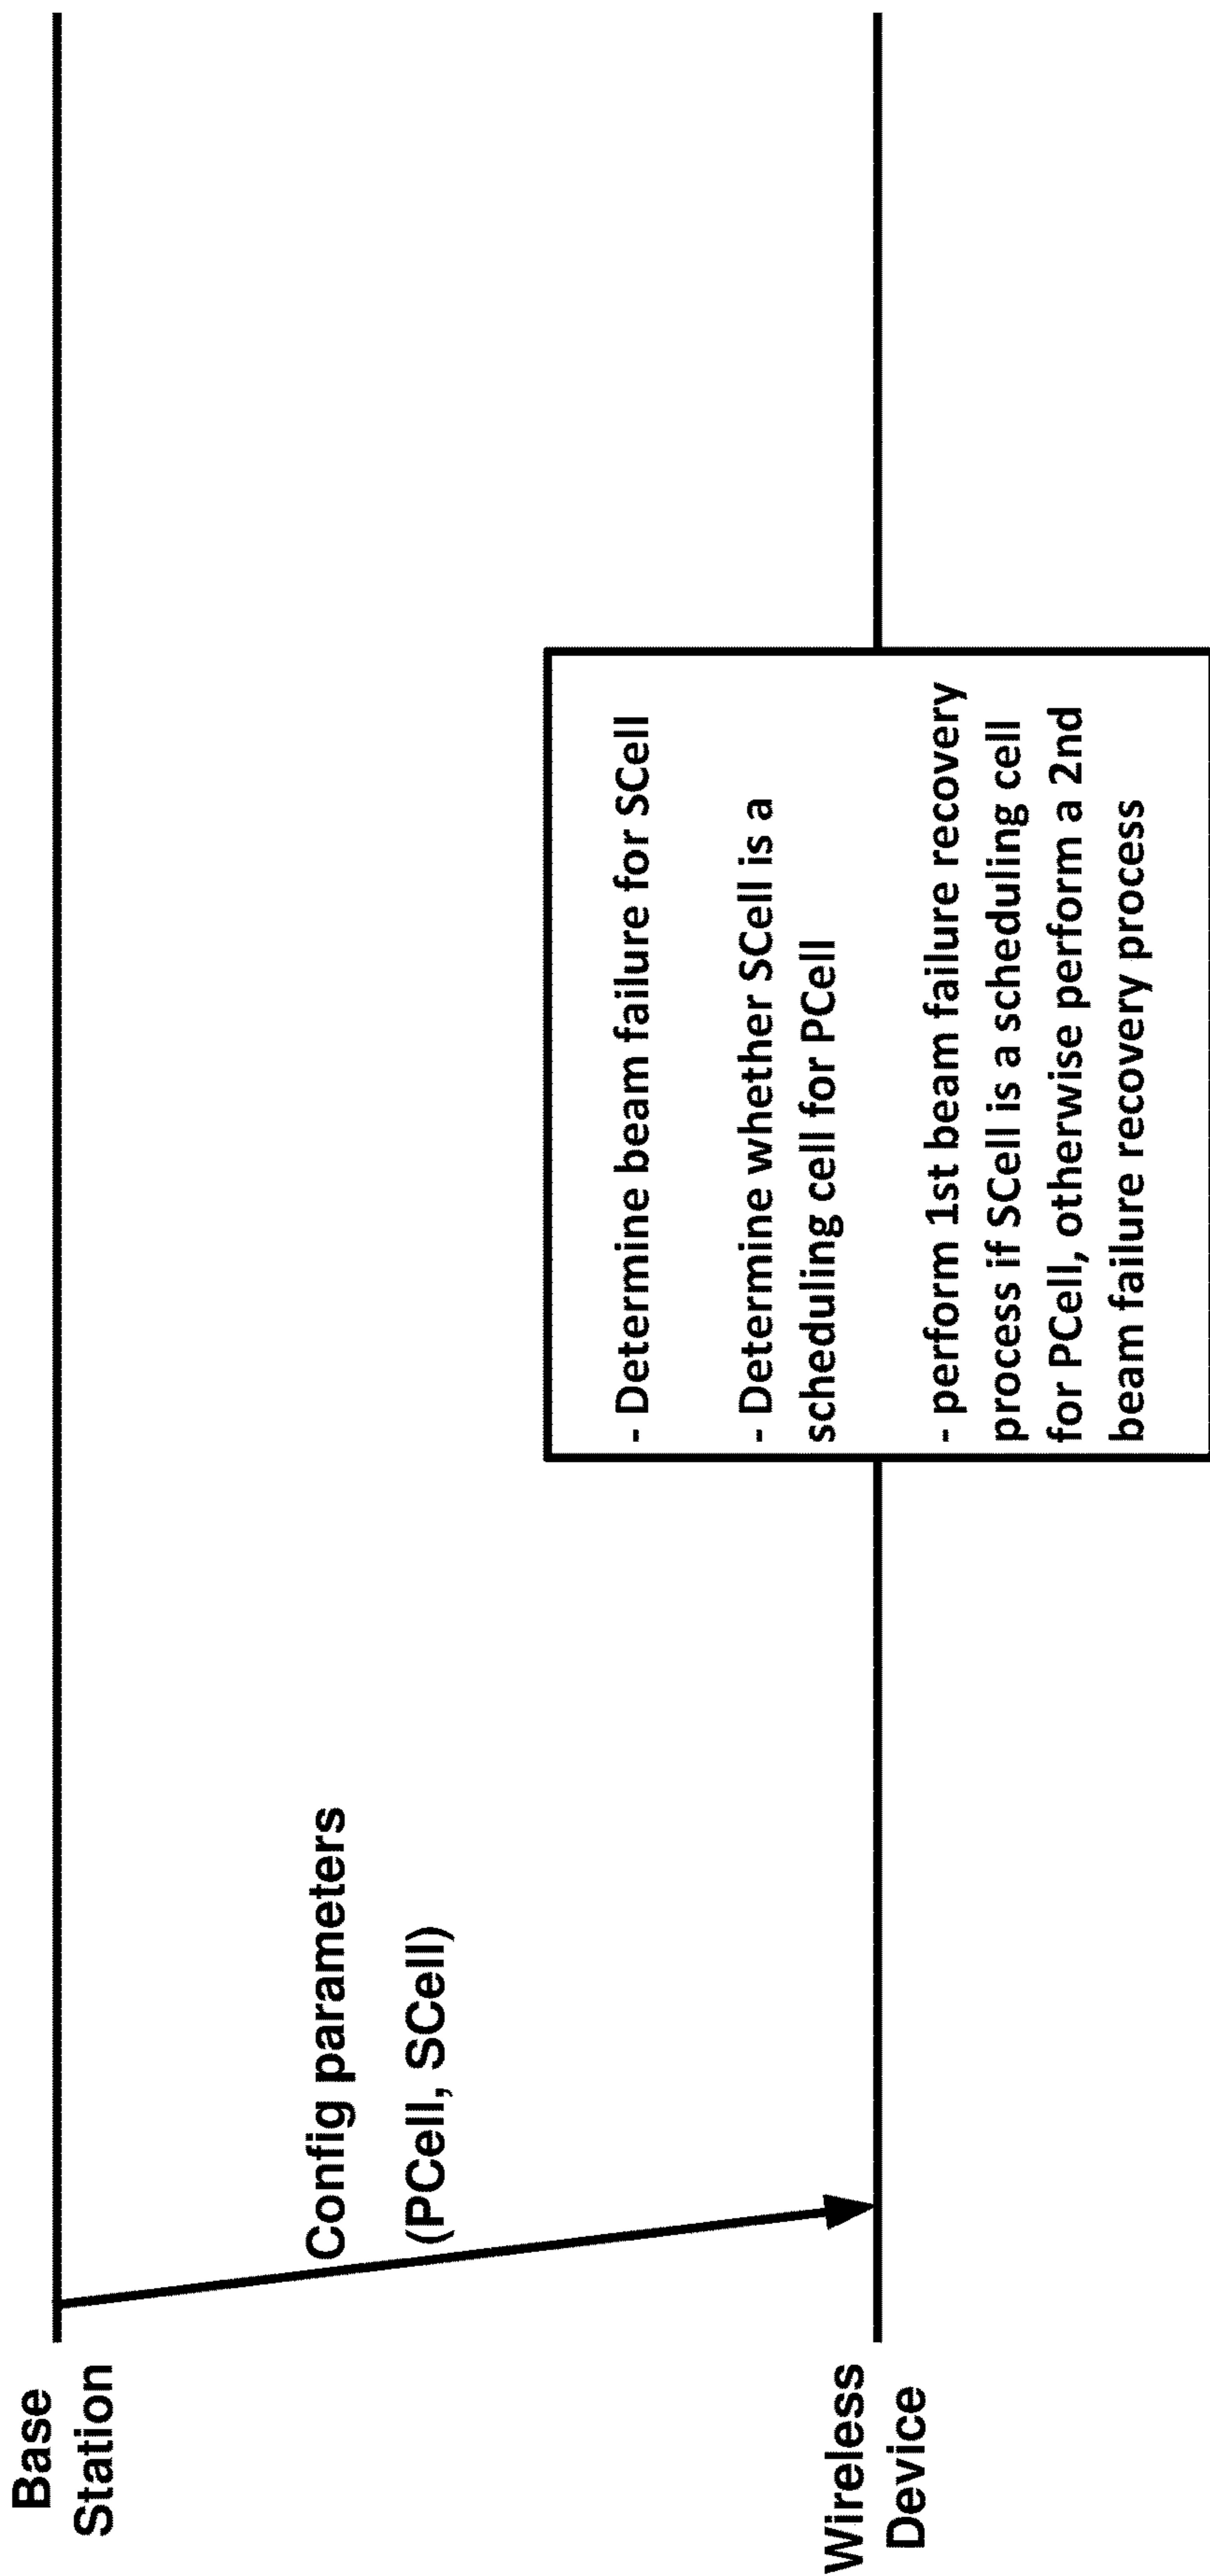 Base
Station
Config parameters
(PCell, SCell)
Wireless
Device
- Determine beam failure for SCell
- Determine whether SCell is a
scheduling cell for PCell
- perform 1st beam failure recovery
process if SCell is a scheduling cell
for PCell, otherwise perform a 2nd
beam failure recovery process